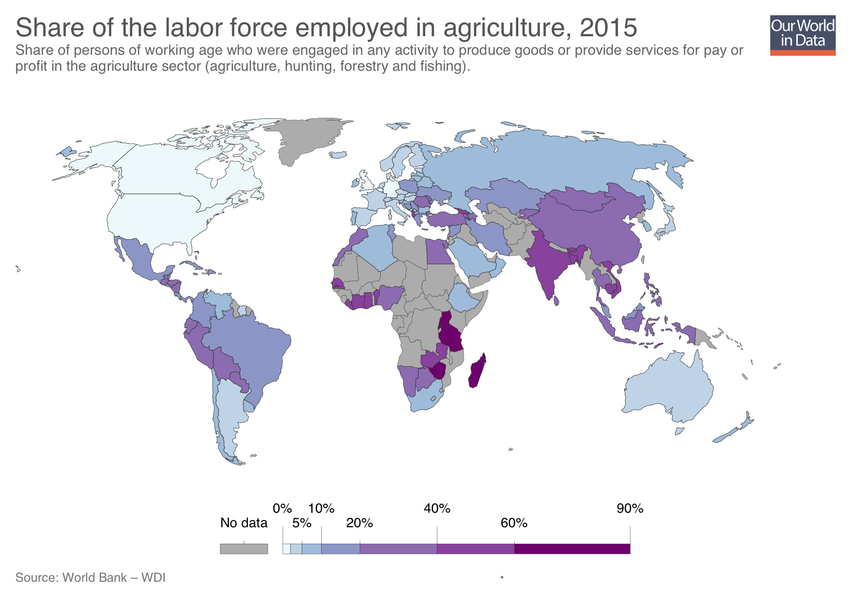 Share of the labor force employed in agriculture, 2015
Our World
in Data
Share of persons of working age who were engaged in any activity to produce goods or provide services for pay or
profit in the agriculture sector (agriculture, hunting, forestry and fishing).
0% 10% 40% 90%
No data 5% 20% 60%
Source: World Bank – WDI